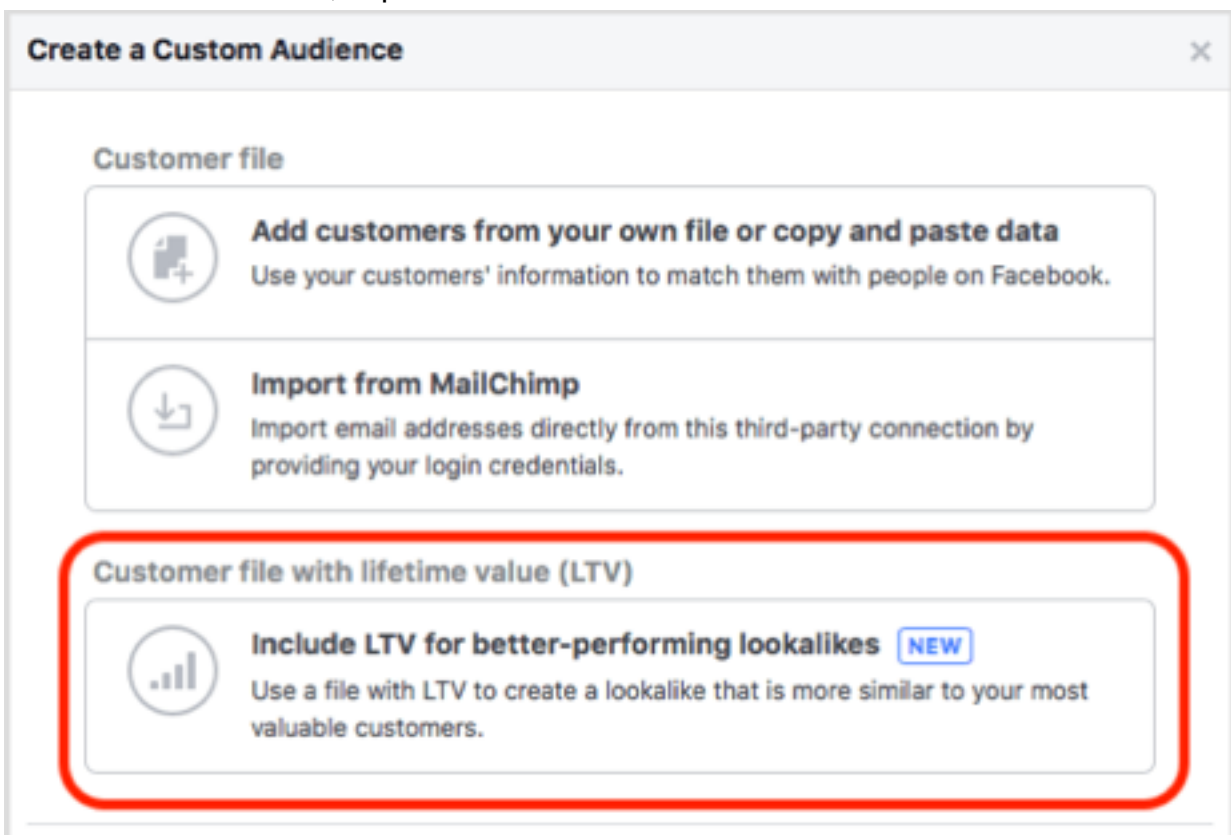 Create a Custom Audience
Customer file
Add customers from your own file or copy and paste data
Use your customers' information to match them with people on Facebook.
Import from MailChimp
Import email addresses directly from this third-party connection by
providing your login credentials.
Customer file with lifetime value (LTV)
Include LTV for better-performing lookalikes NEW
Use a file with LTV to create a lookalike that is more similar to your most
valuable customers.